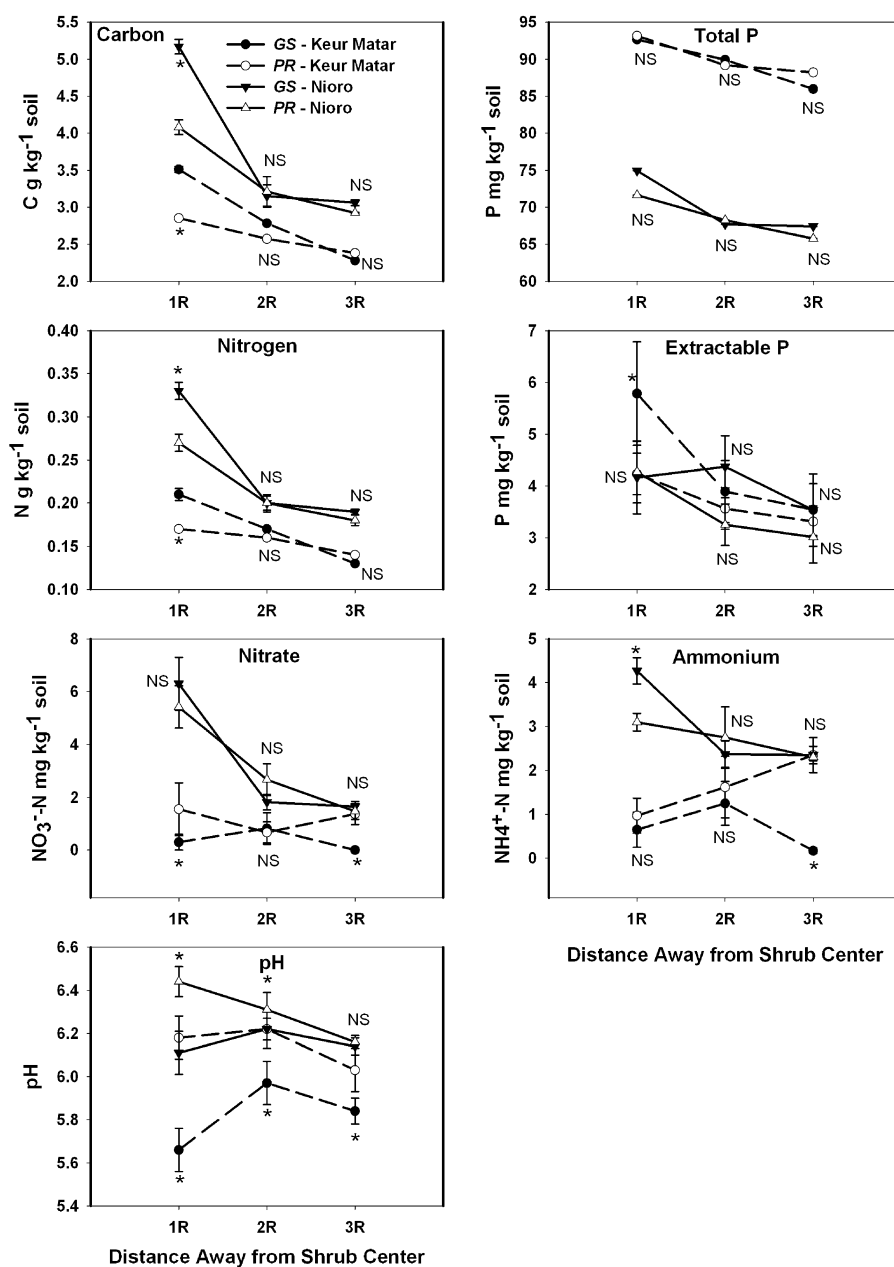 Carbon
GS - Keur Matar
PR - Keur Matar
GS - Nioro
PR - Nioro
C g kg-1 soil
5.5
5.0
4.5
4.0
3.5
3.0
2.5
2.0
*
NS
NS
*
NS
NS
1R
2R
3R
Total P
P mg kg-1 soil
100
95
90
85
80
75
70
65
60
NS
NS
NS
NS
NS
NS
1R
2R
3R
Nitrogen
N g kg-1 soil
0.40
0.35
0.30
0.25
0.20
0.15
0.10
*
NS
NS
*
NS
NS
1R
2R
3R
Extractable P
P mg kg-1 soil
7
6
5
4
3
2
*
NS
NS
NS
NS
NS
1R
2R
3R
Nitrate
NO3--N mg kg-1 soil
8
6
4
2
0
NS
NS
NS
*
NS
*
1R
2R
3R
Ammonium
NH4+-N mg kg-1 soil
5
4
3
2
1
0
*
NS
NS
NS
NS
*
1R
2R
3R
Distance Away from Shrub Center
pH
pH
6.6
6.4
6.2
6.0
5.8
5.6
5.4
*
*
NS
*
*
*
1R
2R
3R
Distance Away from Shrub Center